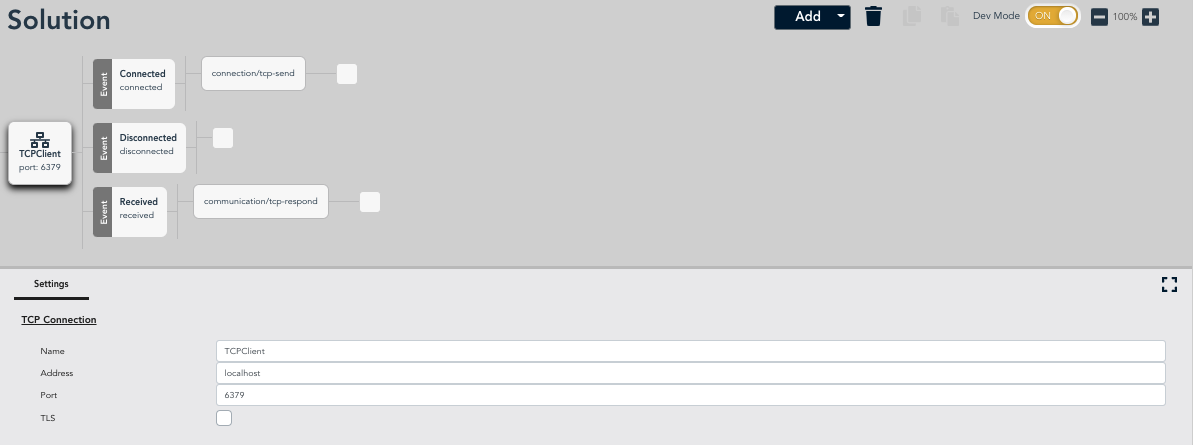 Solution
Add
Dev Mode
ON
100%
Event
Connected
connected
connection/tcp-send
Event
Disconnected
disconnected
TCPClient
port: 6379
Event
Received
received
communication/tcp-respond
Settings
TCP Connection
Name
TCPClient
Address
localhost
Port
6379
TLS